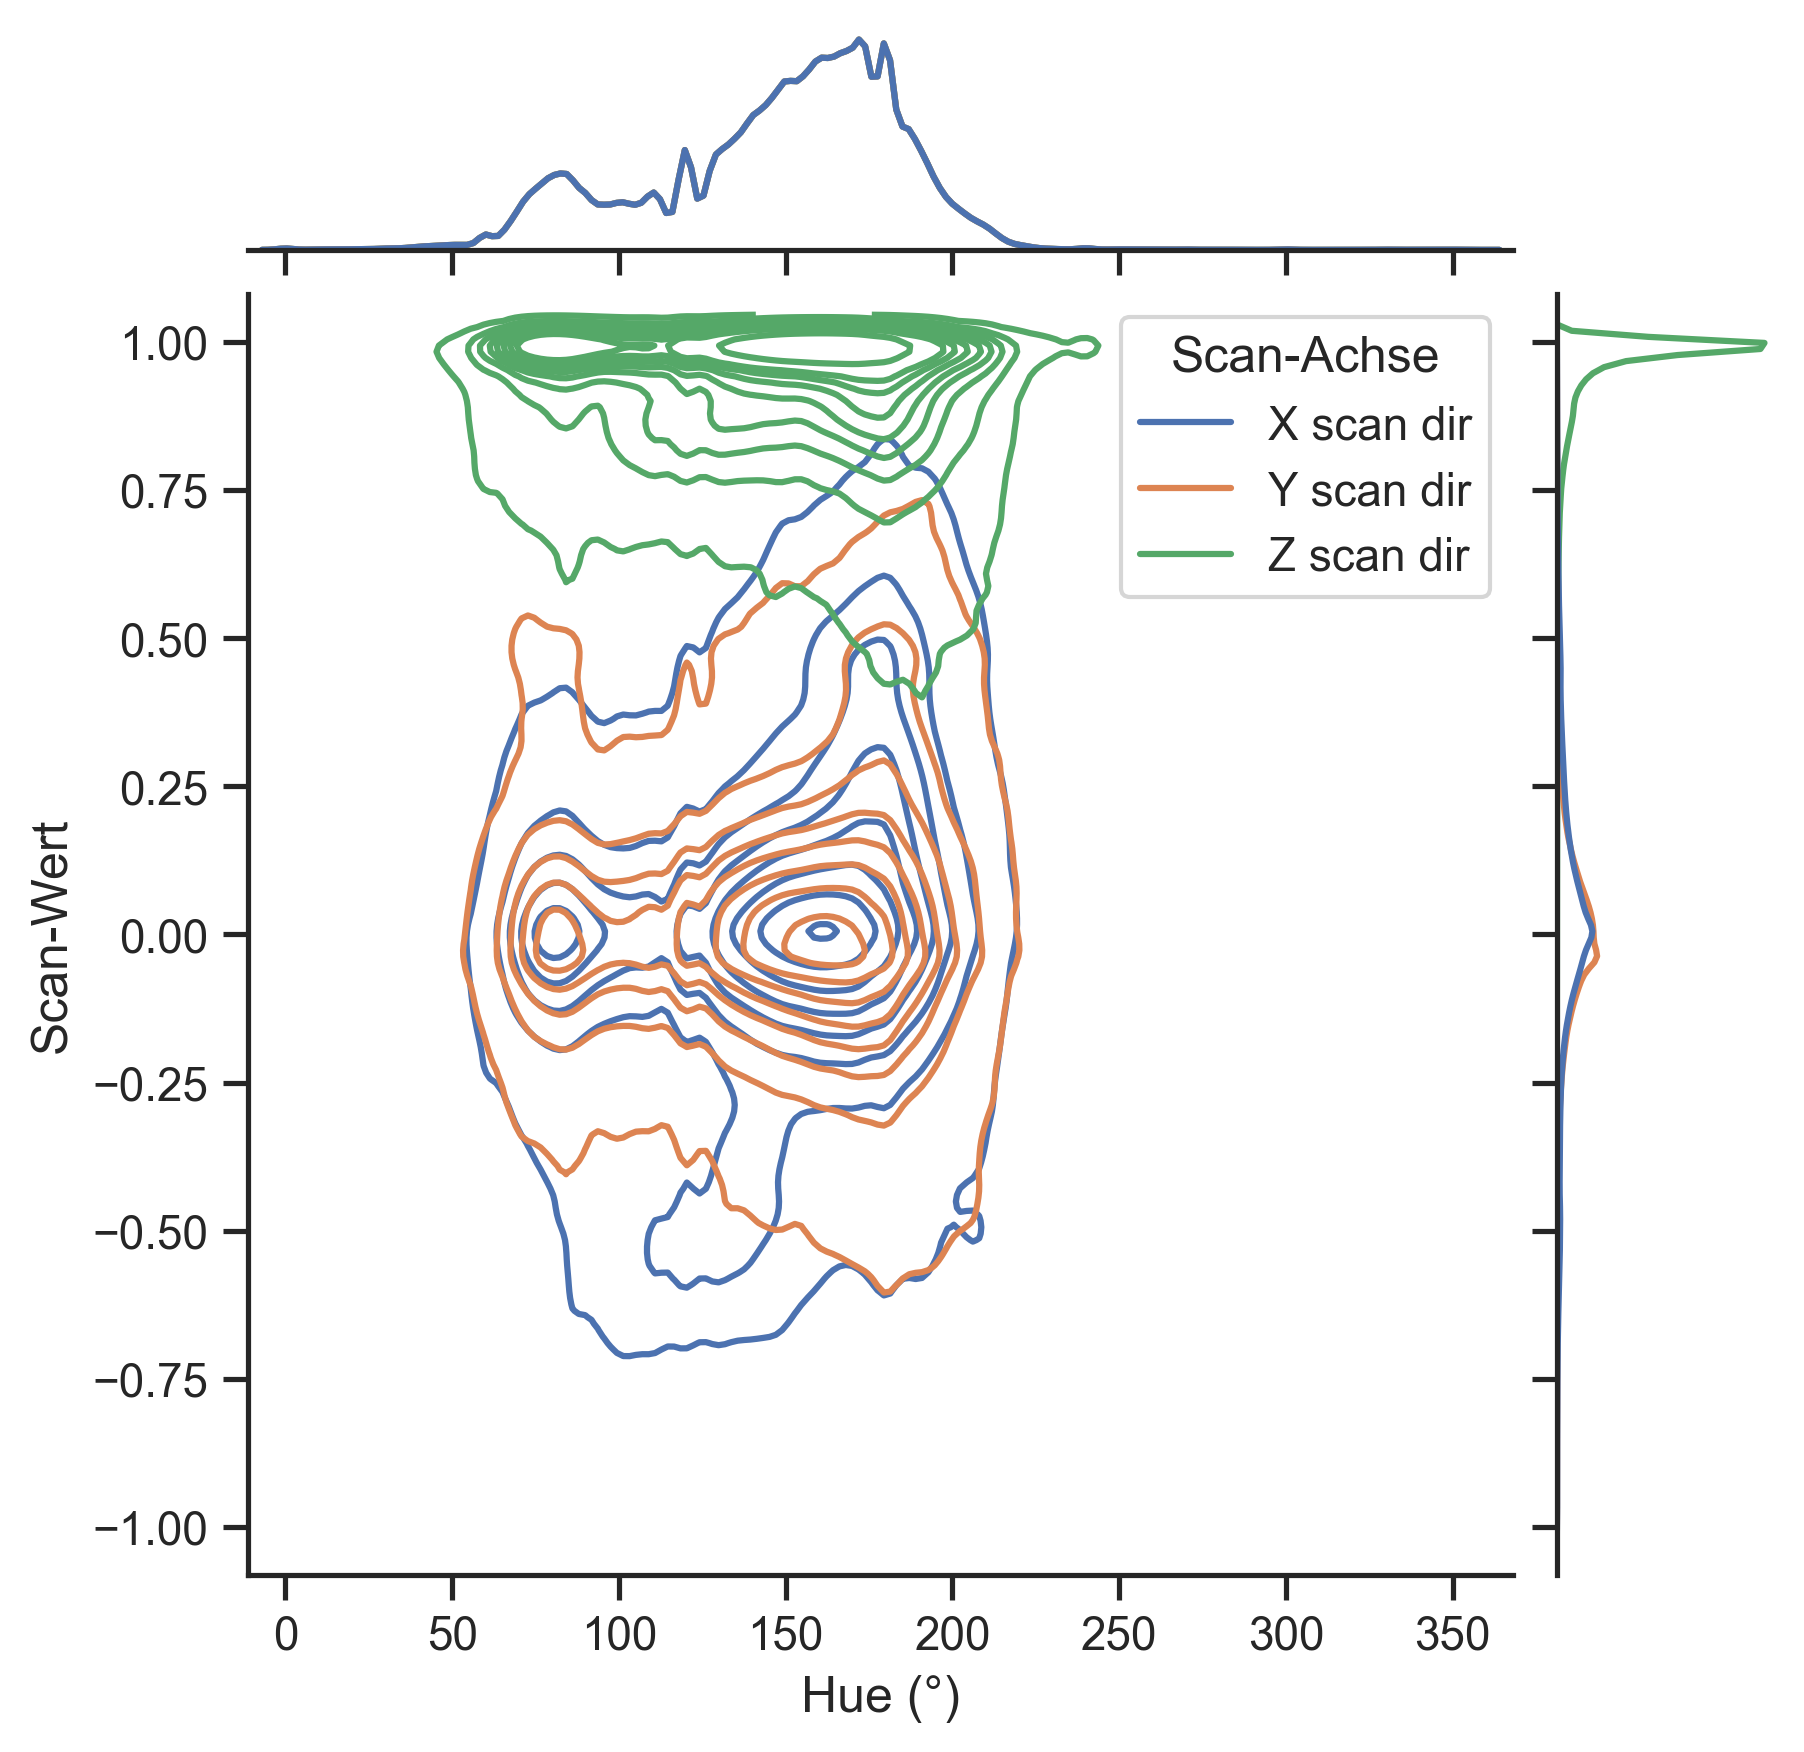 Scan-Achse
X scan dir
Y scan dir
Z scan dir
1.00
0.75
0.50
0.25
0.00
−0.25
−0.50
−0.75
−1.00
Scan-Wert
0 50 100 150 200 250 300 350
Hue (°)